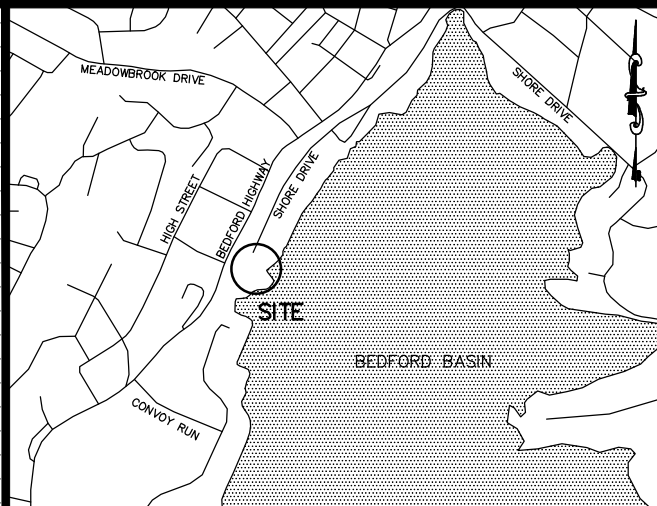 MEADOWBROOK DRIVE
SHORE DRIVE
HIGH STREET
BEDFORD HIGHWAY
SHORE DRIVE
SITE
BEDFORD BASIN
CONVOY RUN